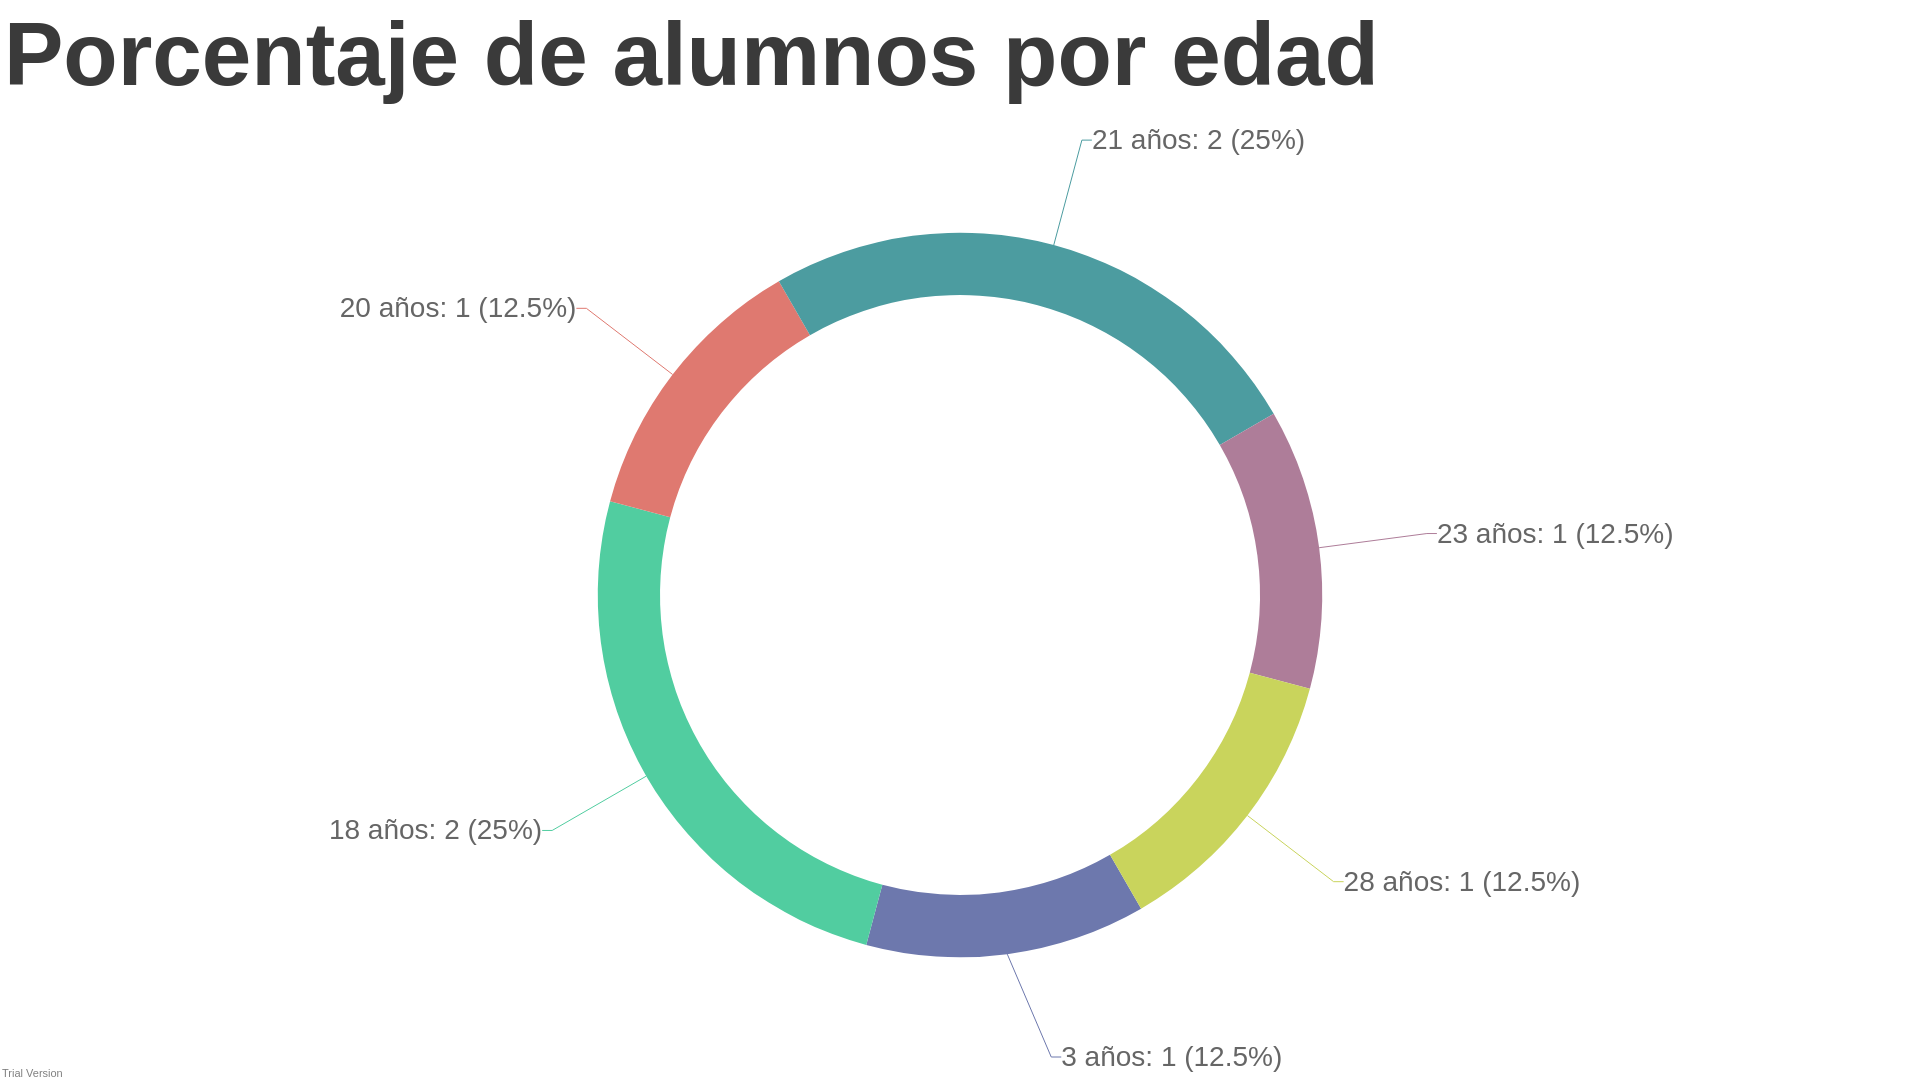 Porcentaje de alumnos por edad
21 años: 2 (25%)
20 años: 1 (12.5%)
23 años: 1 (12.5%)
18 años: 2 (25%)
28 años: 1 (12.5%)
3 años: 1 (12.5%)
Trial Version